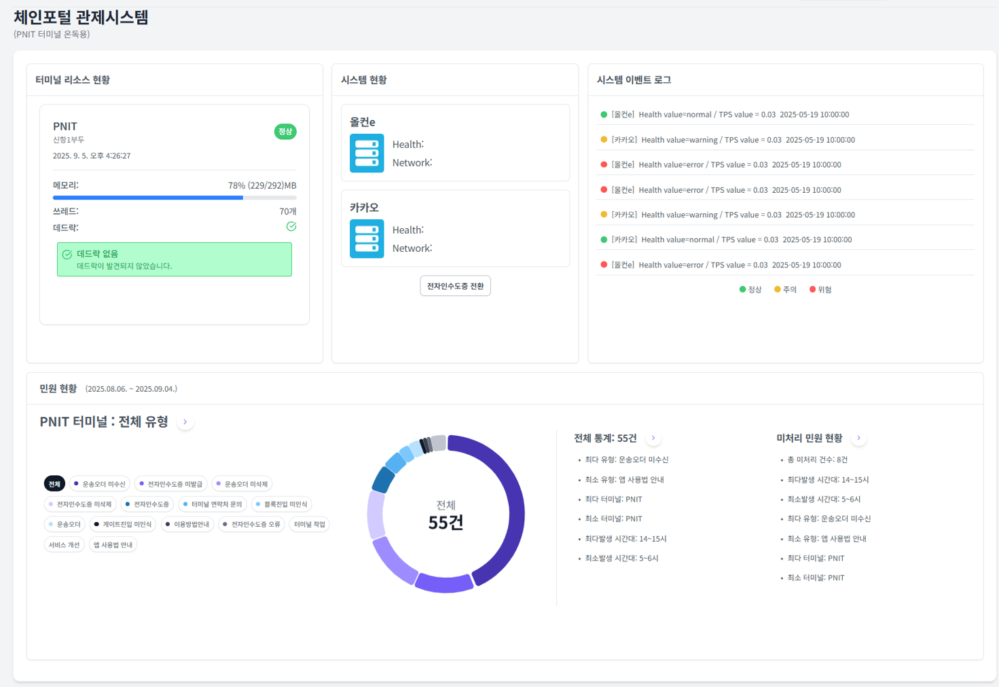 체인포털 관제시스템
(PNIT 터미널 온독용)
터미널 리소스 현황
PNIT
정상
신항1부두
2025. 9. 5. 오후 4:26:27
메모리: 78% (229/292)MB
쓰레드: 70개
데드락:
데드락 없음
데드락이 발견되지 않았습니다.
시스템 현황
올컨e
Health:
Network:
카카오
Health:
Network:
전자인수도증 전환
시스템 이벤트 로그
[올컨e] Health value=normal / TPS value = 0.03 2025-05-19 10:00:00
[카카오] Health value=warning / TPS value = 0.03 2025-05-19 10:00:00
[올컨e] Health value=error / TPS value = 0.03 2025-05-19 10:00:00
[올컨e] Health value=error / TPS value = 0.03 2025-05-19 10:00:00
[카카오] Health value=warning / TPS value = 0.03 2025-05-19 10:00:00
[카카오] Health value=normal / TPS value = 0.03 2025-05-19 10:00:00
[올컨e] Health value=error / TPS value = 0.03 2025-05-19 10:00:00
정상 주의 위험
민원 현황 (2025.08.06. ~ 2025.09.04.)
PNIT 터미널 : 전체 유형
전체 운송오더 미수신 전자인수도증 미발급 운송오더 미삭제
전자인수도증 미삭제 전자인수도증 터미널 연락처 문의 블록진입 미인식
운송오더 게이트진입 미인식 이용방법안내 전자인수도증 오류 터미널 작업
서비스 개선 앱 사용법 안내
전체
55건
전체 통계: 55건
• 최다 유형: 운송오더 미수신
• 최소 유형: 앱 사용법 안내
• 최다 터미널: PNIT
• 최소 터미널: PNIT
• 최다발생 시간대: 14~15시
• 최소발생 시간대: 5~6시
미처리 민원 현황
• 총 미처리 건수: 8건
• 최다발생 시간대: 14~15시
• 최소발생 시간대: 5~6시
• 최다 유형: 운송오더 미수신
• 최소 유형: 앱 사용법 안내
• 최다 터미널: PNIT
• 최소 터미널: PNIT